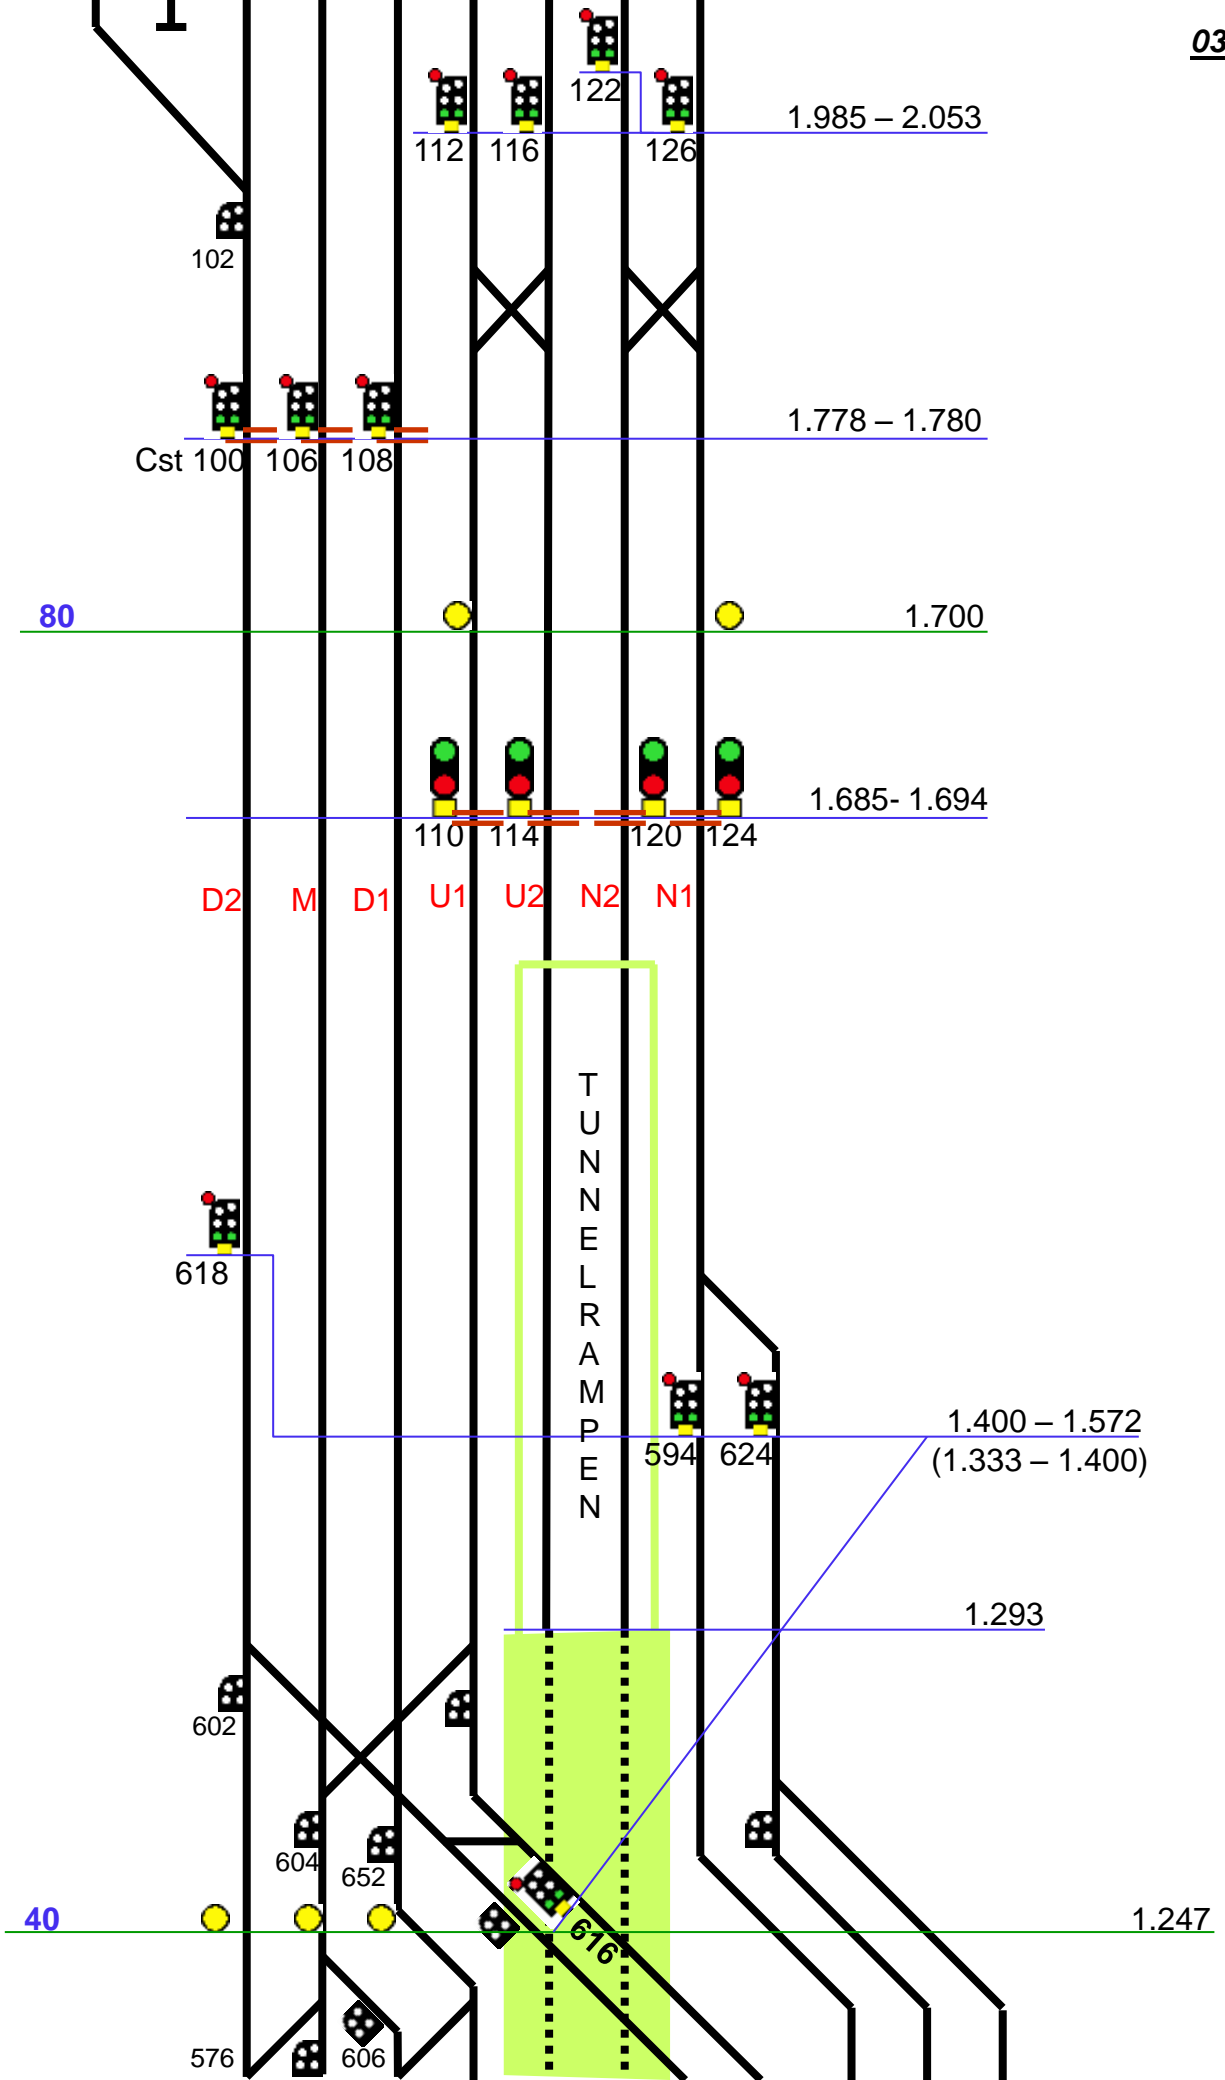 03
122
1.985 – 2.053
112 116 126
102
1.778 – 1.780
Cst 100 106 108
80 1.700
1.685- 1.694
110 114 120 124
D2 M D1 U1 U2 N2 N1
T
U
N
N
E
L
R
A
M
P
E
N
618
1.400 – 1.572
594 624
(1.333 – 1.400)
1.293
602
604
652
40 1.247
616
576 606